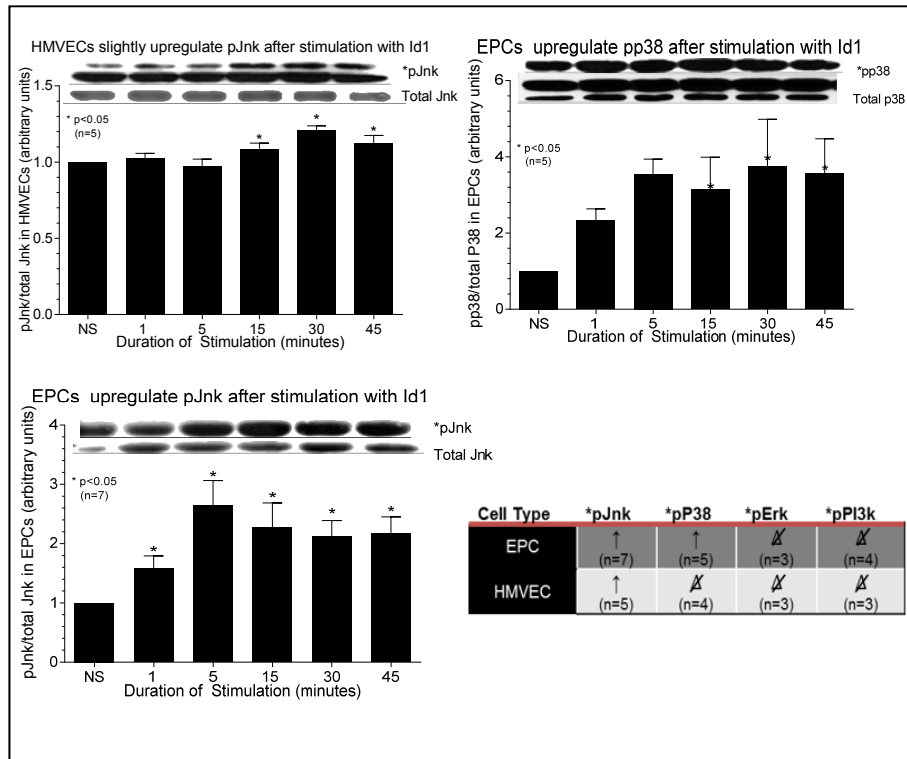 HMVECs slightly upregulate pJnk after stimulation with Id1
*pJnk
Total Jnk
pJnk/total Jnk in HMVECs (arbitrary units)
1.5
1.0
0.5
0.0
* p<0.05
(n=5)
* * *
NS 1 5 15 30 45
Duration of Stimulation (minutes)
EPCs upregulate pp38 after stimulation with Id1
*pp38
Total p38
pp38/total P38 in EPCs (arbitrary units)
6
4
2
0
* p<0.05
(n=5)
* * *
NS 1 5 15 30 45
Duration of Stimulation (minutes)
EPCs upregulate pJnk after stimulation with Id1
*pJnk
Total Jnk
pJnk/total Jnk in EPCs (arbitrary units)
4
3
2
1
0
*
* p<0.05
(n=7)
* * * * *
NS 1 5 15 30 45
Duration of Stimulation (minutes)
Cell Type *pJnk *pP38 *pErk *pPI3k
EPC ↑ ↑ Δ̸ Δ̸
(n=7) (n=5) (n=3) (n=4)
HMVEC ↑ Δ̸ Δ̸ Δ̸
(n=5) (n=4) (n=3) (n=3)